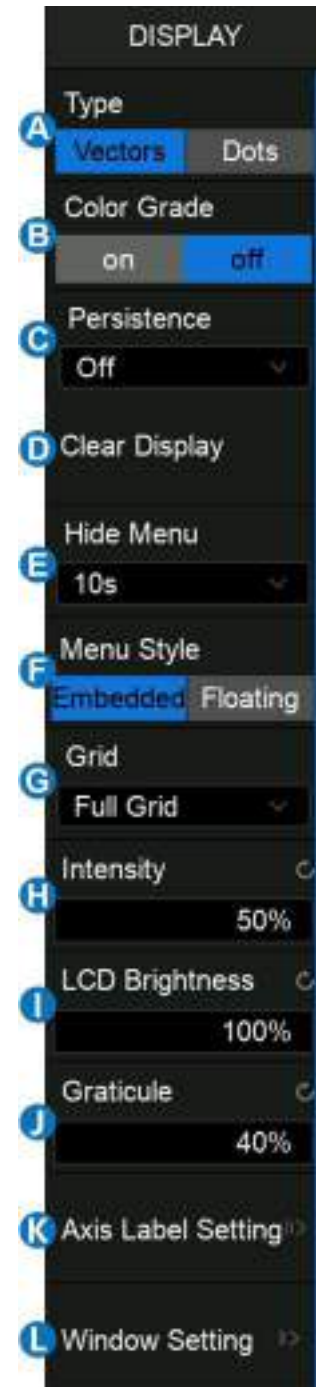 DISPLAY
Type
A
Vectors Dots
Color Grade
B
on off
Persistence
C
Off
D Clear Display
Hide Menu
E
10s
Menu Style
F
Embedded Floating
Grid
G
Full Grid
Intensity
H
50%
LCD Brightness
I
100%
Graticule
J
40%
K Axis Label Setting
L Window Setting